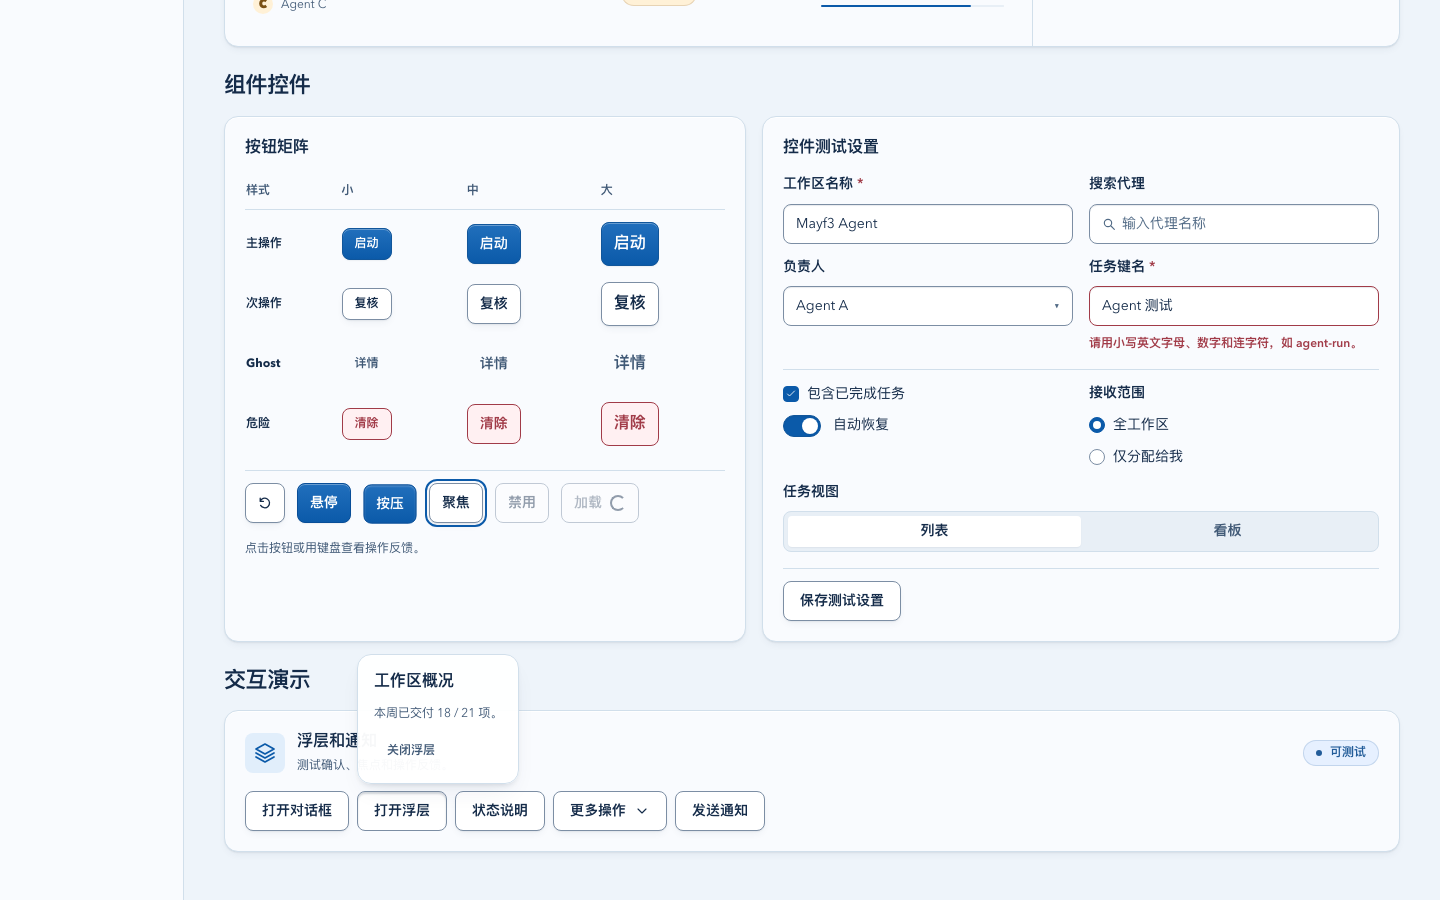 C Agent C
组件控件
按钮矩阵
样式 小 中 大
主操作 启动 启动 启动
次操作 复核 复核 复核
Ghost 详情 详情 详情
危险 清除 清除 清除
悬停 按压 聚焦 禁用 加载
点击按钮或用键盘查看操作反馈。
控件测试设置
工作区名称 * 搜索代理
Mayf3 Agent 输入代理名称
负责人 任务键名 *
Agent A Agent 测试
请用小写英文字母、数字和连字符，如 agent-run。
包含已完成任务 接收范围
自动恢复 全工作区
仅分配给我
任务视图
列表 看板
保存测试设置
交互演示
工作区概况
本周已交付 18 / 21 项。
关闭浮层
浮层和通知
测试确认、
可测试
打开对话框 打开浮层 状态说明 更多操作 发送通知